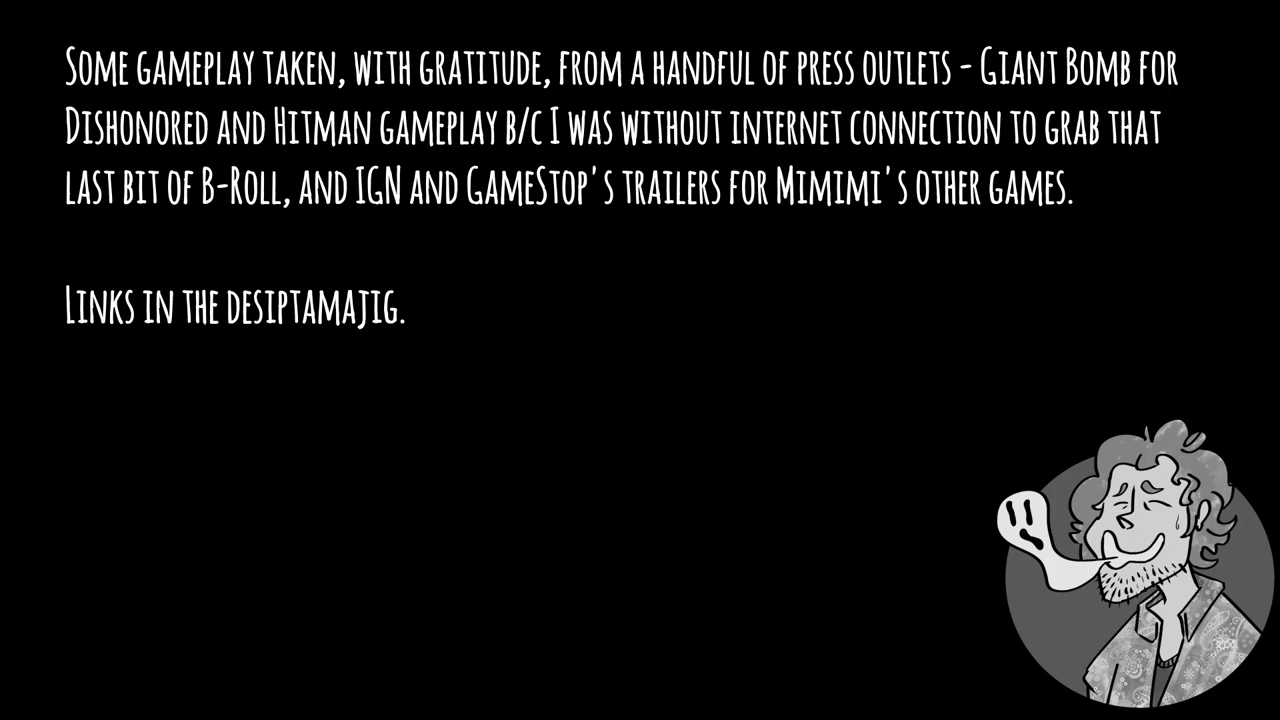 Some gameplay taken, with gratitude, from a handful of press outlets - Giant Bomb for
Dishonored and Hitman gameplay b/c I was without internet connection to grab that
last bit of B-Roll, and IGN and GameStop's trailers for Mimimi's other games.
Links in the desiptamajig.